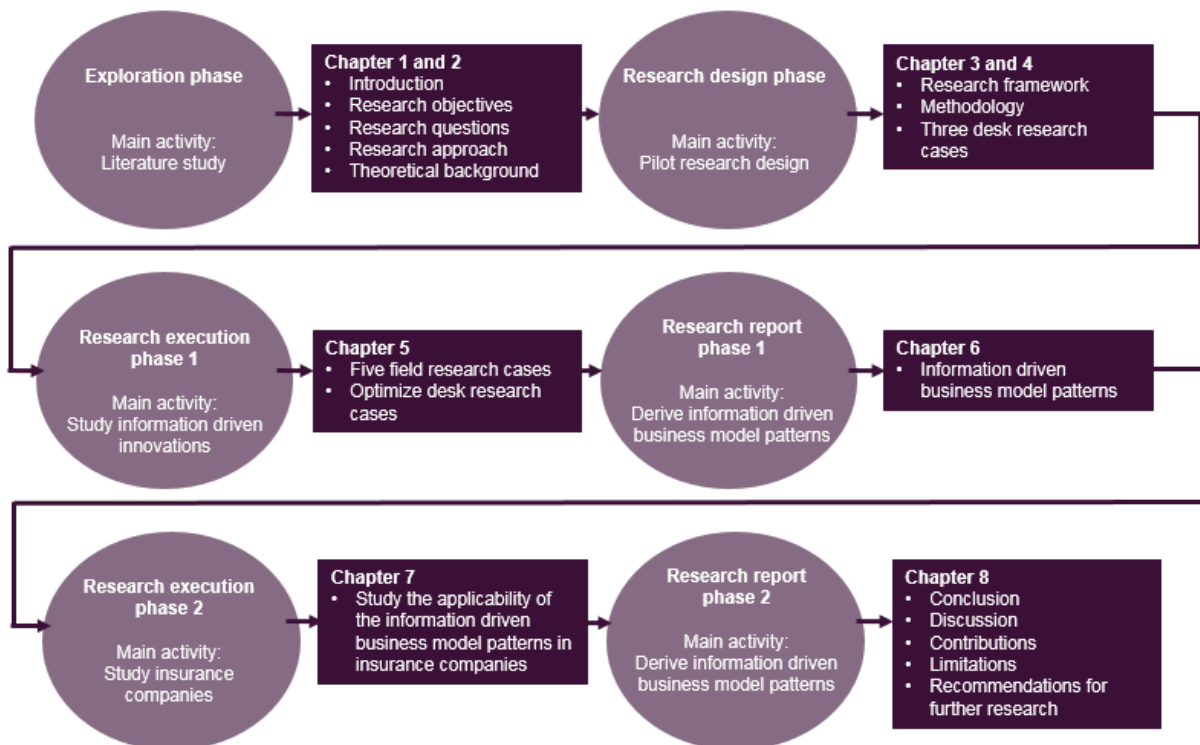 Exploration phase
Main activity:
Literature study
Chapter 1 and 2
• Introduction
• Research objectives
• Research questions
• Research approach
• Theoretical background
Research design phase
Main activity:
Pilot research design
Chapter 3 and 4
• Research framework
• Methodology
• Three desk research
cases
Research execution
phase 1
Main activity:
Study information driven
innovations
Chapter 5
• Five field research cases
• Optimize desk research
cases
Research report
phase 1
Main activity:
Derive information driven
business model patterns
Chapter 6
• Information driven
business model patterns
Research execution
phase 2
Main activity:
Study insurance
companies
Chapter 7
• Study the applicability of
the information driven
business model patterns in
insurance companies
Research report
phase 2
Main activity:
Derive information driven
business model patterns
Chapter 8
• Conclusion
• Discussion
• Contributions
• Limitations
• Recommendations for
further research